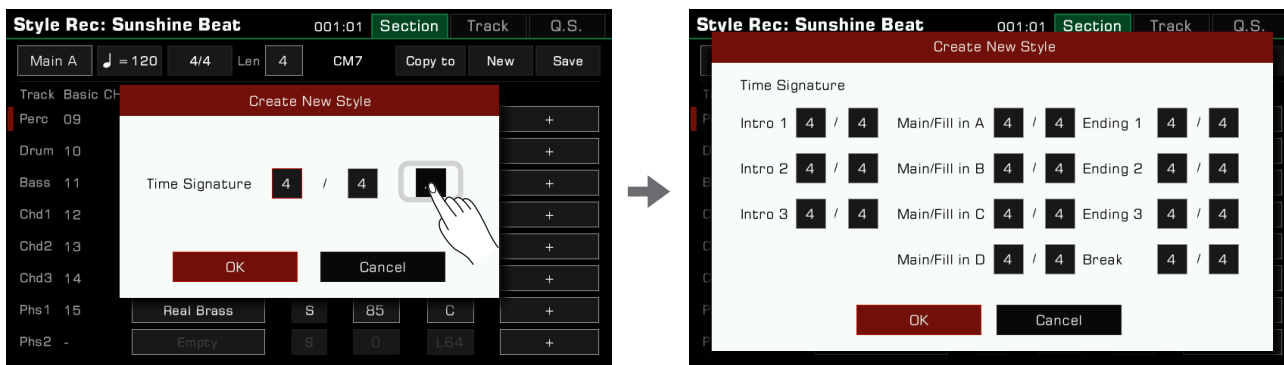 Style Rec: Sunshine Beat 001:01 Section Track Q.S.
Main A = 120 4/4 Len 4 CM7 Copy to New Save
Track Basic CH
Create New Style
Perc 09 +
Drum 10 +
Bass 11 Time Signature 4 / 4 +
Chd1 12 +
Chd2 13 +
OK Cancel
Chd3 14 +
Phs1 15 Real Brass S 85 C +
Phs2 - Empty S 0 L64 +
Style Rec: Sunshine Beat 001:01 Section Track Q.S.
Create New Style
Time Signature
Intro 1 4 / 4 Main/Fill in A 4 / 4 Ending 1 4 / 4
Intro 2 4 / 4 Main/Fill in B 4 / 4 Ending 2 4 / 4
Intro 3 4 / 4 Main/Fill in C 4 / 4 Ending 3 4 / 4
Main/Fill in D 4 / 4 Break 4 / 4
OK Cancel